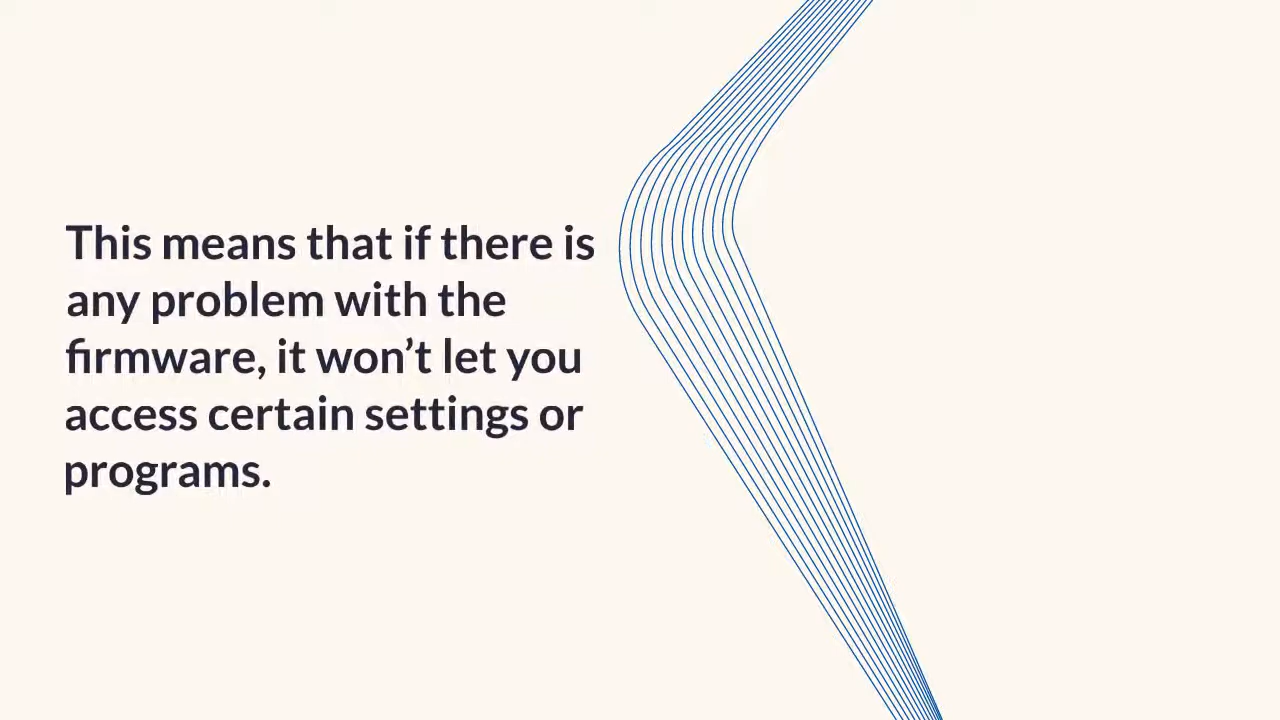 This means that if there is
any problem with the
firmware, it won’t let you
access certain settings or
programs.